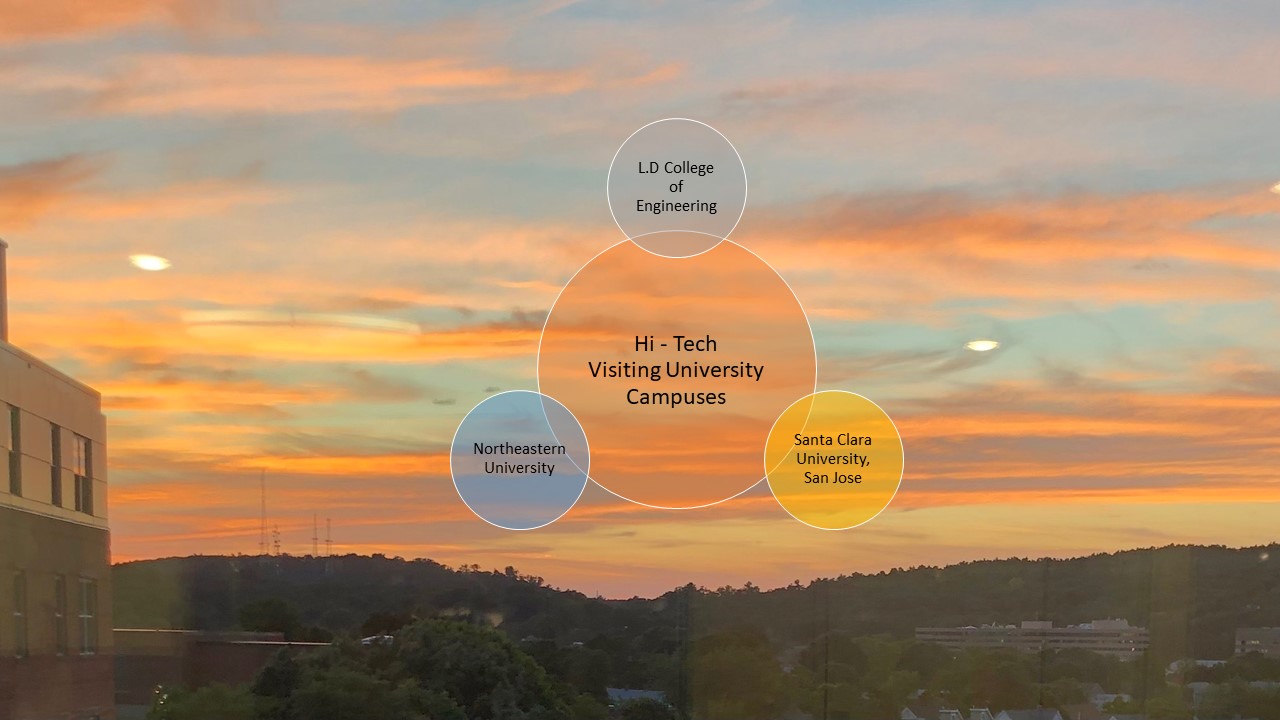 L.D College
of
Engineering
Hi - Tech
Visiting University
Campuses
Northeastern
University
Santa Clara
University,
San Jose